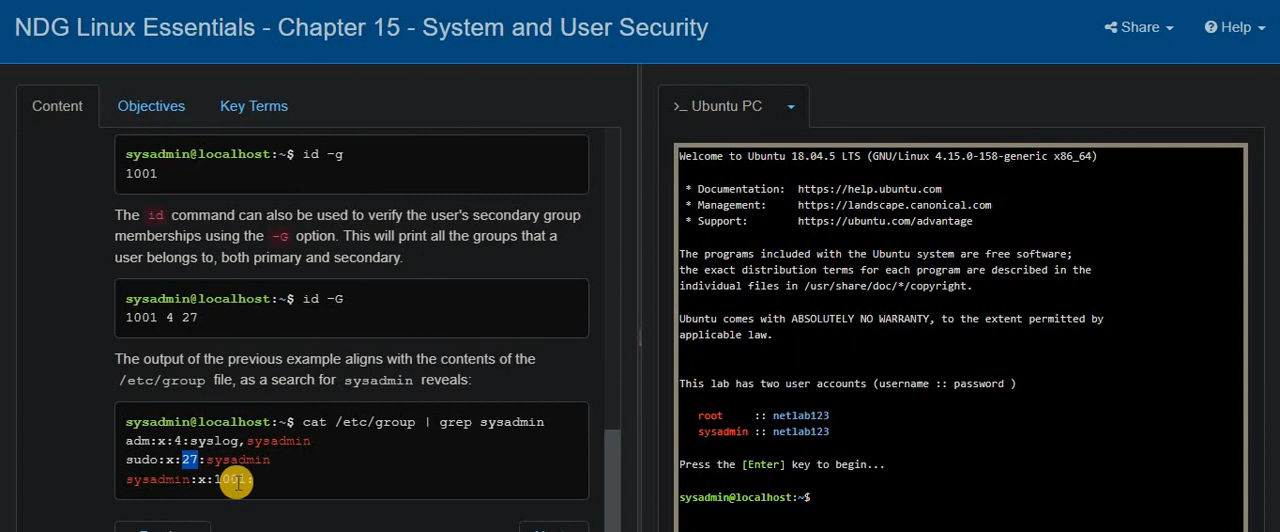 NDG Linux Essentials - Chapter 15 - System and User Security
Share
Help
Content
Objectives
Key Terms
sysadmin@localhost:~$ id -g
1001
The id command can also be used to verify the user's secondary group
memberships using the -G option. This will print all the groups that a
user belongs to, both primary and secondary.
sysadmin@localhost:~$ id -G
1001 4 27
The output of the previous example aligns with the contents of the
/etc/group file, as a search for sysadmin reveals:
sysadmin@localhost:~$ cat /etc/group | grep sysadmin
adm:x:4:syslog,sysadmin
sudo:x:27:sysadmin
sysadmin:x:1001:
>_ Ubuntu PC
Welcome to Ubuntu 18.04.5 LTS (GNU/Linux 4.15.0-158-generic x86_64)
* Documentation: https://help.ubuntu.com
* Management: https://landscape.canonical.com
* Support: https://ubuntu.com/advantage
The programs included with the Ubuntu system are free software;
the exact distribution terms for each program are described in the
individual files in /usr/share/doc/*/copyright.
Ubuntu comes with ABSOLUTELY NO WARRANTY, to the extent permitted by
applicable law.
This lab has two user accounts (username :: password )
root :: netlab123
sysadmin :: netlab123
Press the [Enter] key to begin...
sysadmin@localhost:~$